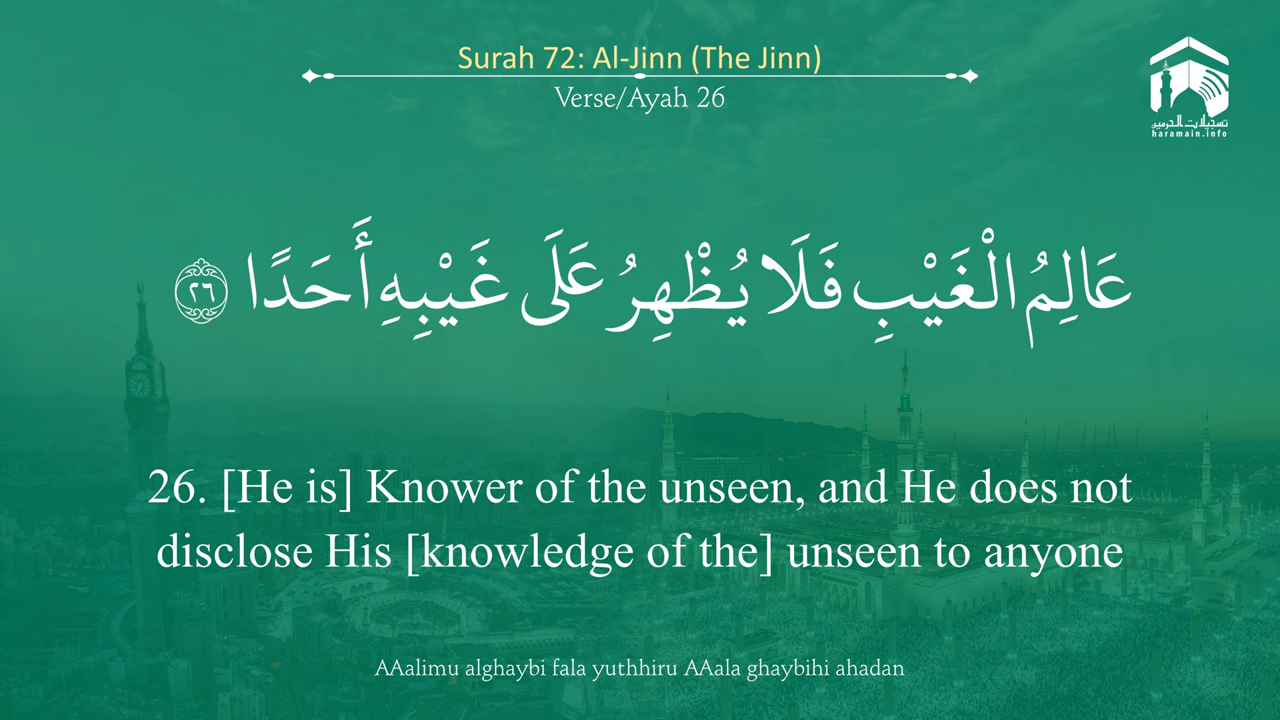 Surah 72: Al-Jinn (The Jinn)
Verse/Ayah 26
تسجيلات الحرمين
haramain.info
عَالِمُ الْغَيْبِ فَلَا يُظْهِرُ عَلَى غَيْبِهِ أَحَدًا ٢٦
26. [He is] Knower of the unseen, and He does not
disclose His [knowledge of the] unseen to anyone
AAalimu alghaybi fala yuthhiru AAala ghaybihi ahadan